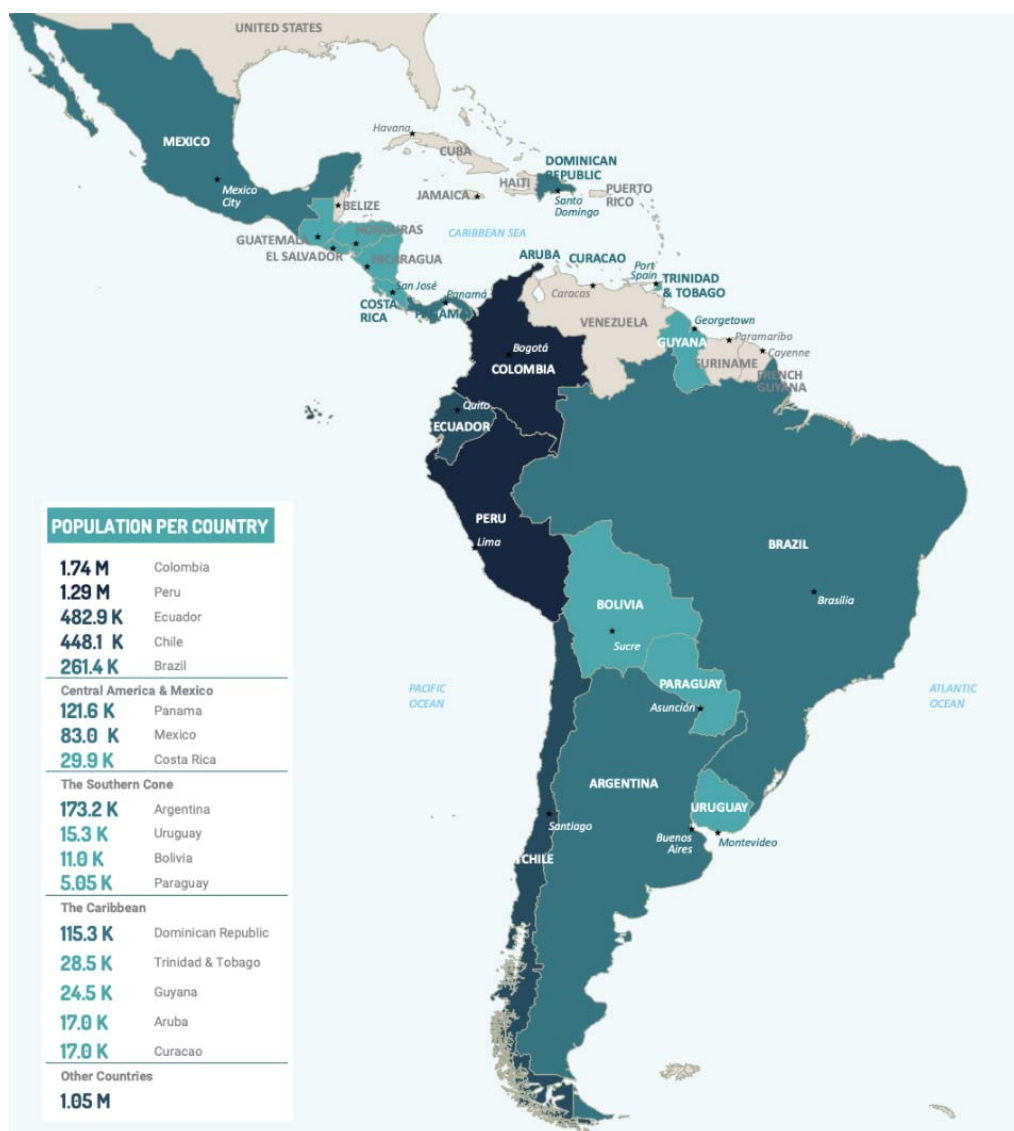 UNITED STATES
MEXICO
Mexico
City
Havana
CUBA
DOMINICAN
REPUBLIC
HAITI
Santo
Domingo
PUERTO
RICO
JAMAICA
BELIZE
GUATEMALA
HONDURAS
EL SALVADOR
NICARAGUA
CARIBBEAN SEA
ARUBA
CURACAO
Port
Spain
TRINIDAD
& TOBAGO
San José
COSTA
RICA
Panamá
PANAMA
Caracas
VENEZUELA
Georgetown
GUYANA
Paramaribo
SURINAME
Cayenne
FRENCH
GUYANA
Bogotá
COLOMBIA
Quito
ECUADOR
PERU
Lima
BRAZIL
Brasília
BOLIVIA
Sucre
PARAGUAY
Asunción
PACIFIC
OCEAN
ATLANTIC
OCEAN
ARGENTINA
URUGUAY
Santiago
Buenos
Aires
Montevideo
CHILE
POPULATION PER COUNTRY
1.74 M Colombia
1.29 M Peru
482.9 K Ecuador
448.1 K Chile
261.4 K Brazil
Central America & Mexico
121.6 K Panama
83.0 K Mexico
29.9 K Costa Rica
The Southern Cone
173.2 K Argentina
15.3 K Uruguay
11.0 K Bolivia
5.05 K Paraguay
The Caribbean
115.3 K Dominican Republic
28.5 K Trinidad & Tobago
24.5 K Guyana
17.0 K Aruba
17.0 K Curacao
Other Countries
1.05 M